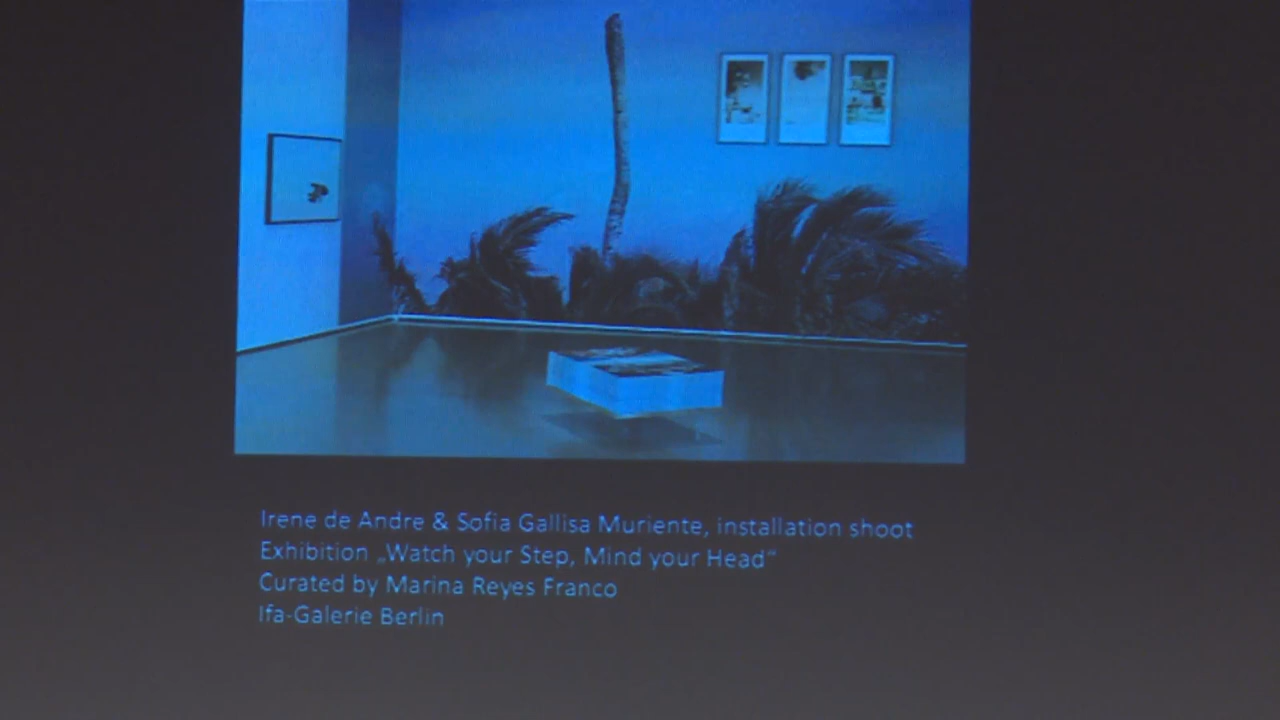 Irene de Andre & Sofia Gallisa Muriente, installation shoot
Exhibition „Watch your Step, Mind your Head“
Curated by Marina Reyes Franco
Ifa-Galerie Berlin